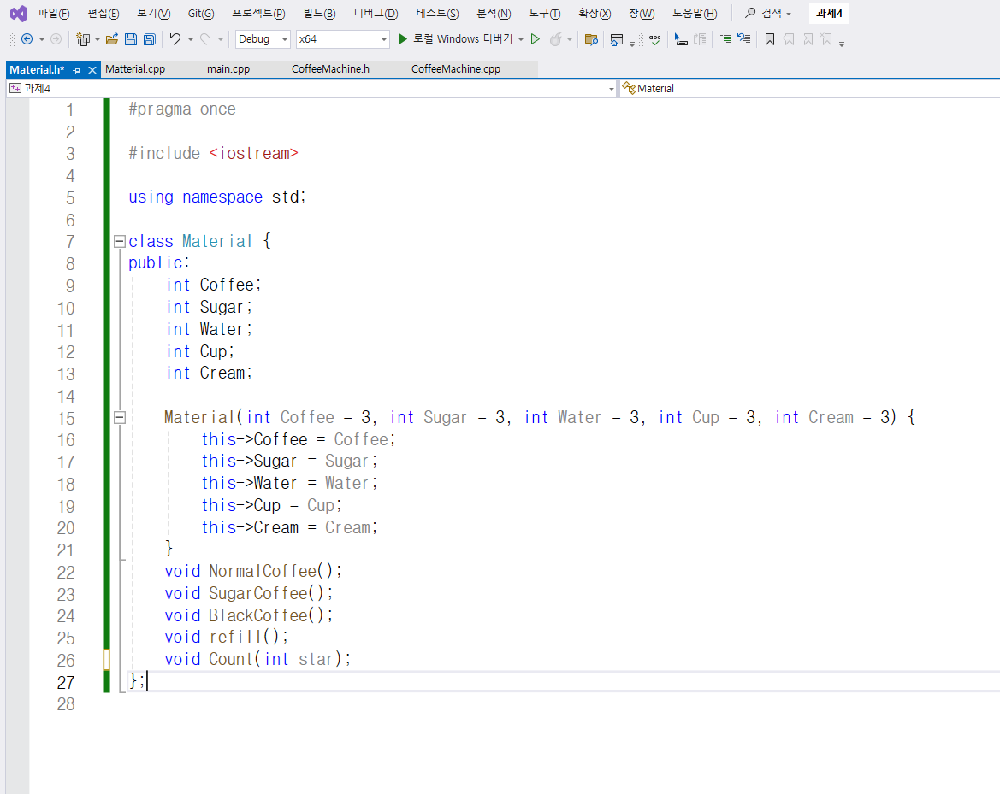 파일(F) 편집(E) 보기(V) Git(G) 프로젝트(P) 빌드(B) 디버그(D) 테스트(S) 분석(N) 도구(T) 확장(X) 창(W) 도움말(H) 검색 과제4
Debug x64 로컬 Windows 디버거 abc
Material.h* Matterial.cpp main.cpp CoffeeMachine.h CoffeeMachine.cpp
과제4 Material
1 #pragma once
2
3 #include <iostream>
4
5 using namespace std;
6
7 class Material {
8 public:
9 int Coffee;
10 int Sugar;
11 int Water;
12 int Cup;
13 int Cream;
14
15 Material(int Coffee = 3, int Sugar = 3, int Water = 3, int Cup = 3, int Cream = 3) {
16 this->Coffee = Coffee;
17 this->Sugar = Sugar;
18 this->Water = Water;
19 this->Cup = Cup;
20 this->Cream = Cream;
21 }
22 void NormalCoffee();
23 void SugarCoffee();
24 void BlackCoffee();
25 void refill();
26 void Count(int star);
27 };
28